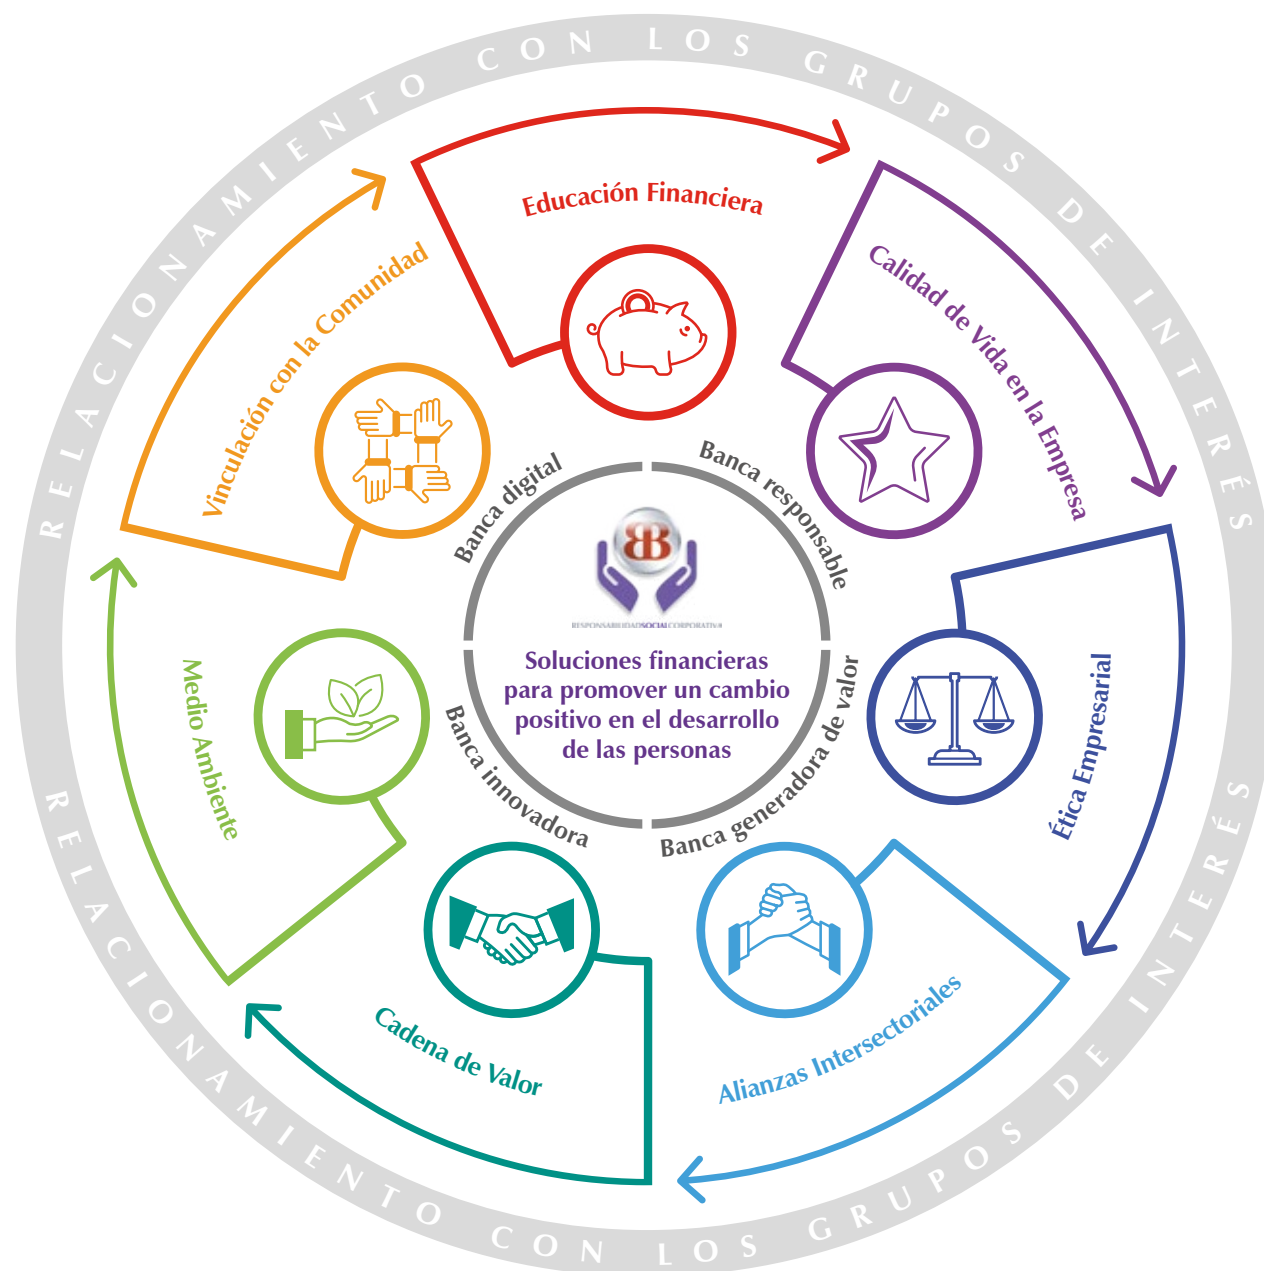 RELACIONAMIENTO CON LOS GRUPOS DE INTERÉS
Educación Financiera
Calidad de Vida en la Empresa
Ética Empresarial
Alianzas Intersectoriales
Cadena de Valor
Medio Ambiente
Vinculación con la Comunidad
Banca digital
Banca responsable
Banca generadora de valor
Banca innovadora
BB
RESPONSABILIDADSOCIALCORPORATIVA
Soluciones financieras
para promover un cambio
positivo en el desarrollo
de las personas
RELACIONAMIENTO CON LOS GRUPOS DE INTERÉS